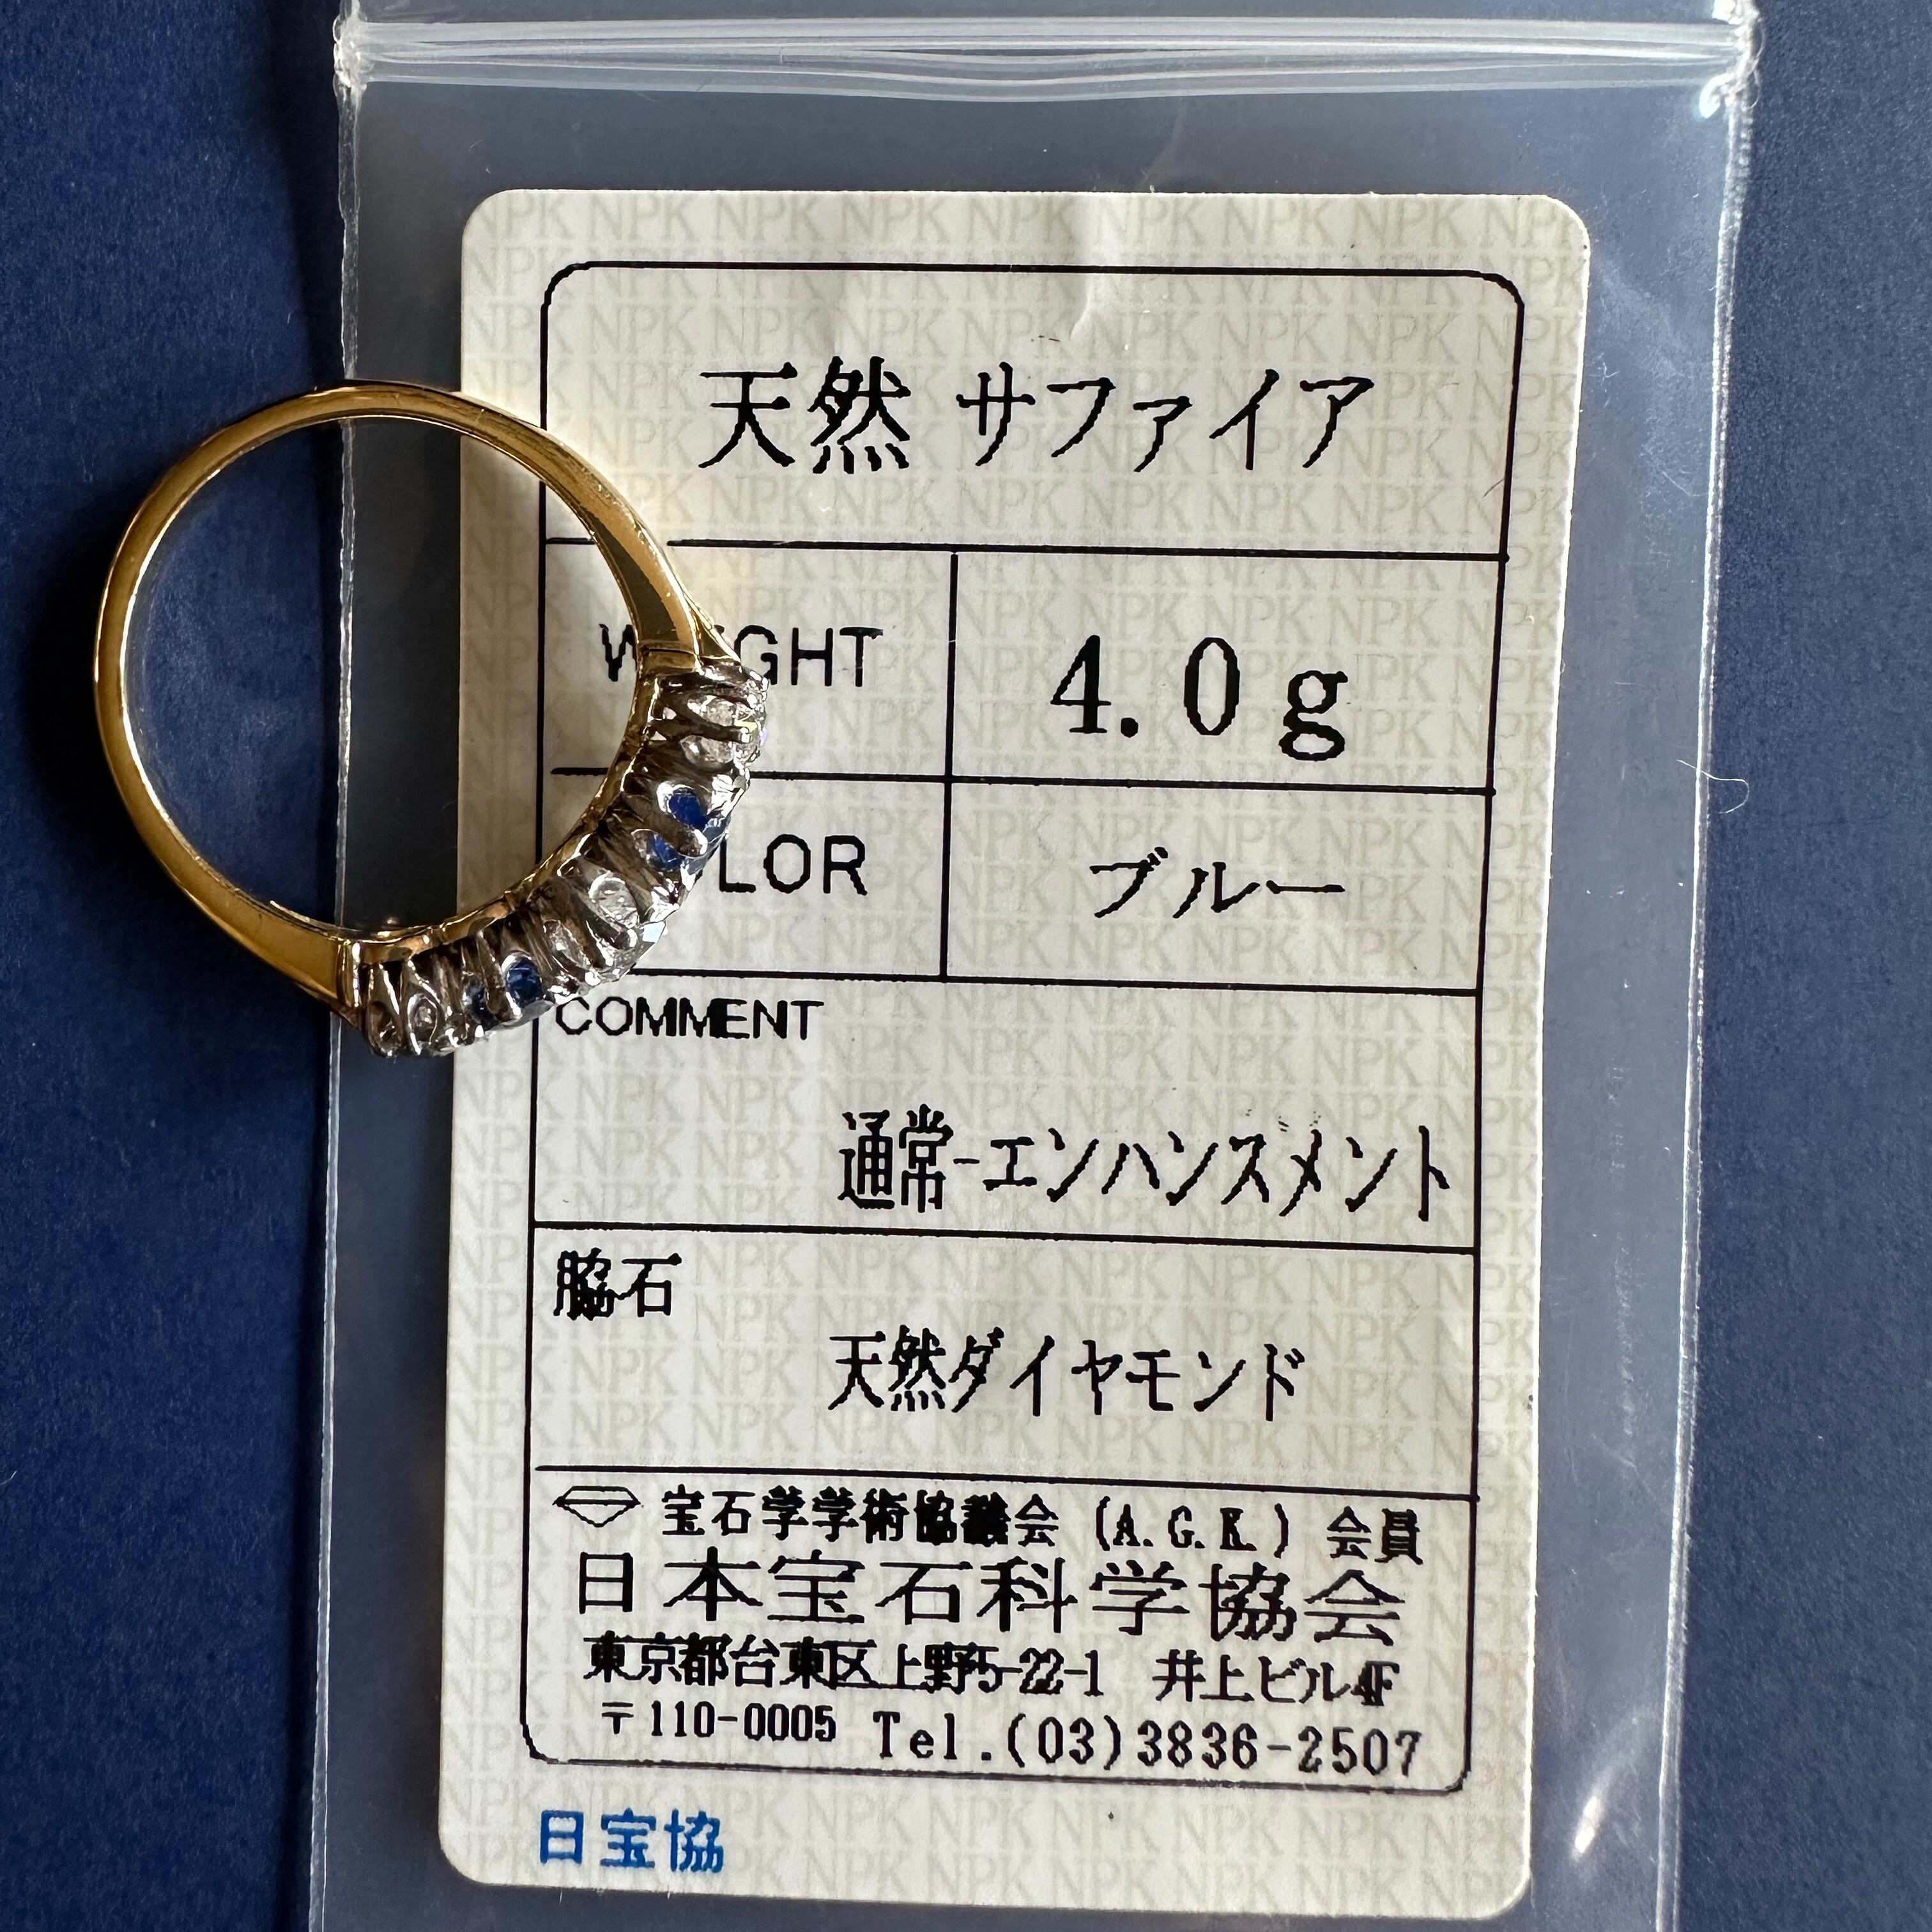 天然 サファイア
WEIGHT 4.0g
COLOR ブルー
COMMENT
通常-エンハンスメント
脇石
天然ダイヤモンド
宝石学学術協議会 (A.G.K.) 会員
日本宝石科学協会
東京都台東区上野5-22-1 井上ビル4F
〒110-0005 Tel.(03)3836-2507
日宝協
NPK